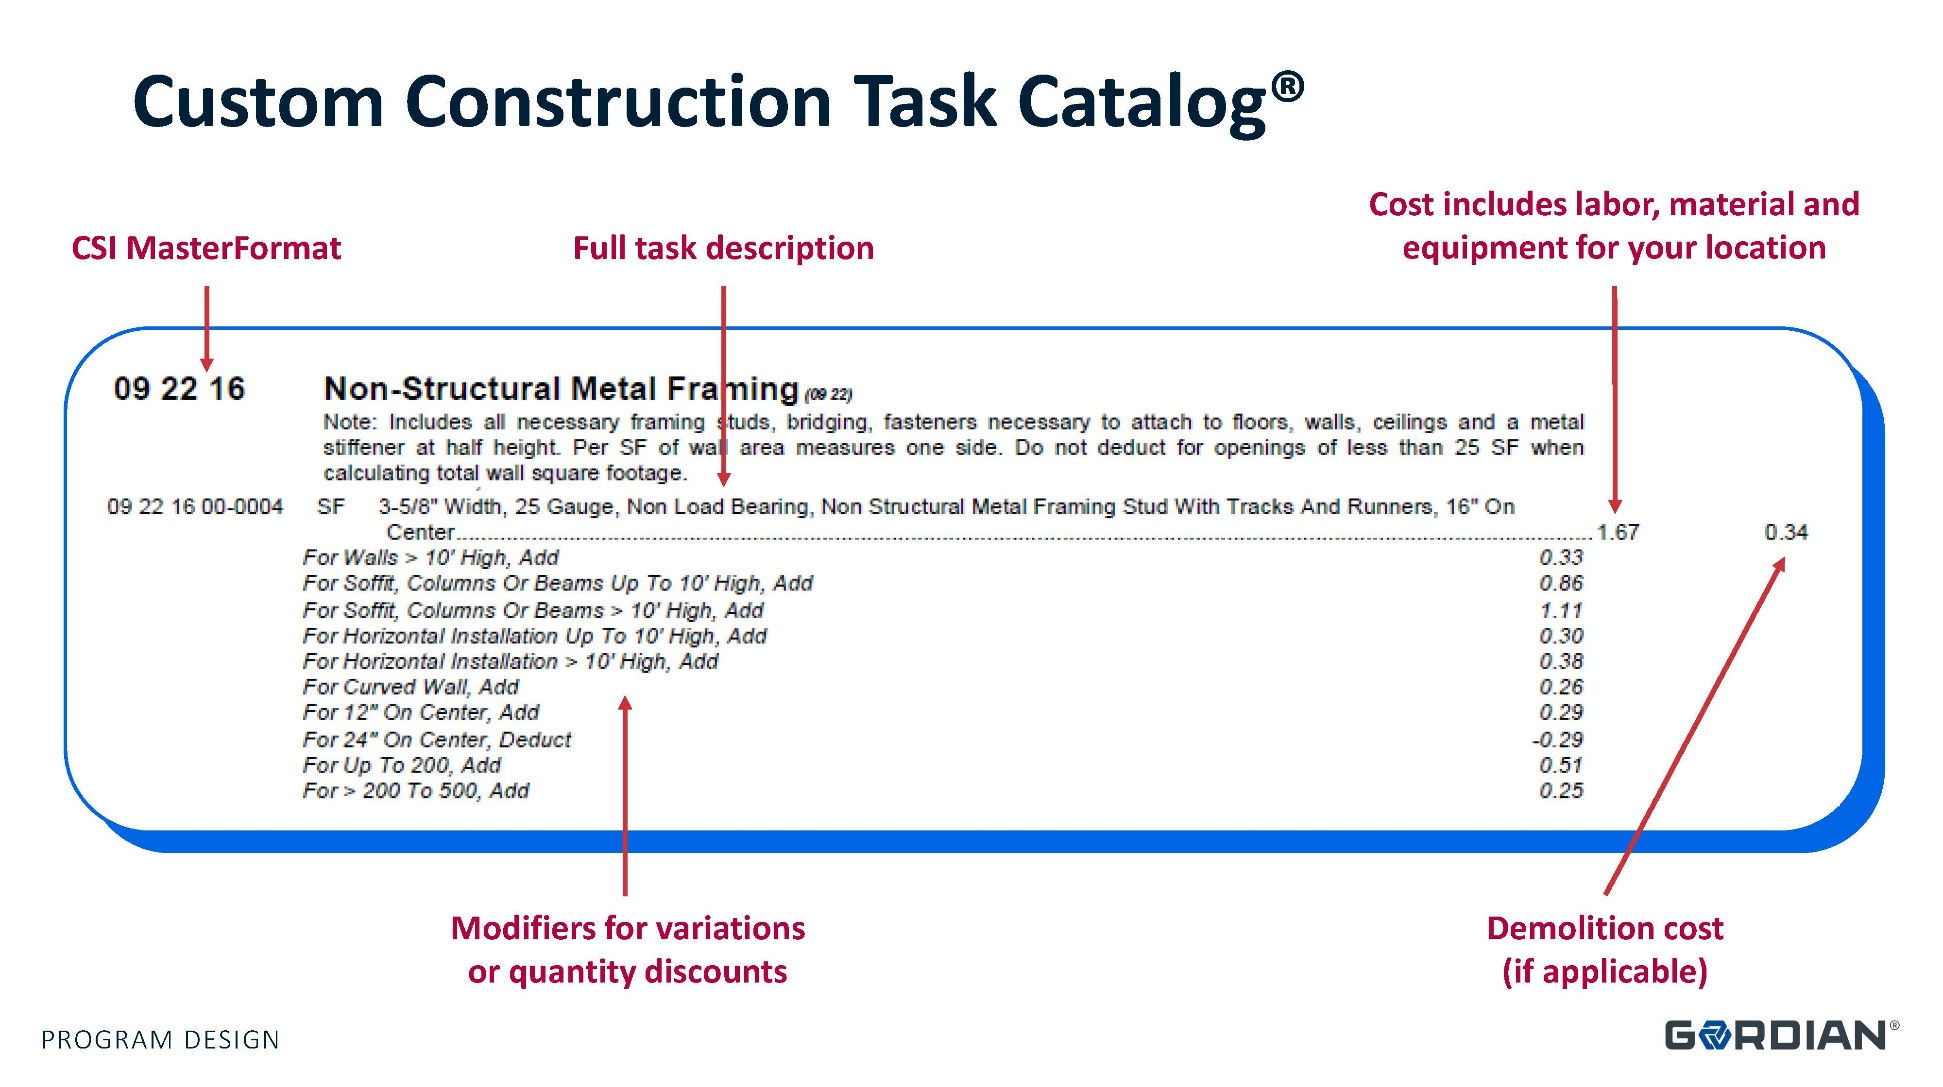 Custom Construction Task Catalog®
CSI MasterFormat
Full task description
Cost includes labor, material and
equipment for your location
09 22 16 Non-Structural Metal Framing (09 22)
Note: Includes all necessary framing studs, bridging, fasteners necessary to attach to floors, walls, ceilings and a metal
stiffener at half height. Per SF of wall area measures one side. Do not deduct for openings of less than 25 SF when
calculating total wall square footage.
09 22 16 00-0004 SF 3-5/8" Width, 25 Gauge, Non Load Bearing, Non Structural Metal Framing Stud With Tracks And Runners, 16" On
Center 1.67 0.34
For Walls > 10' High, Add 0.33
For Soffit, Columns Or Beams Up To 10' High, Add 0.86
For Soffit, Columns Or Beams > 10' High, Add 1.11
For Horizontal Installation Up To 10' High, Add 0.30
For Horizontal Installation > 10' High, Add 0.38
For Curved Wall, Add 0.26
For 12" On Center, Add 0.29
For 24" On Center, Deduct -0.29
For Up To 200, Add 0.51
For > 200 To 500, Add 0.25
Modifiers for variations
or quantity discounts
Demolition cost
(if applicable)
PROGRAM DESIGN
GORDIAN®